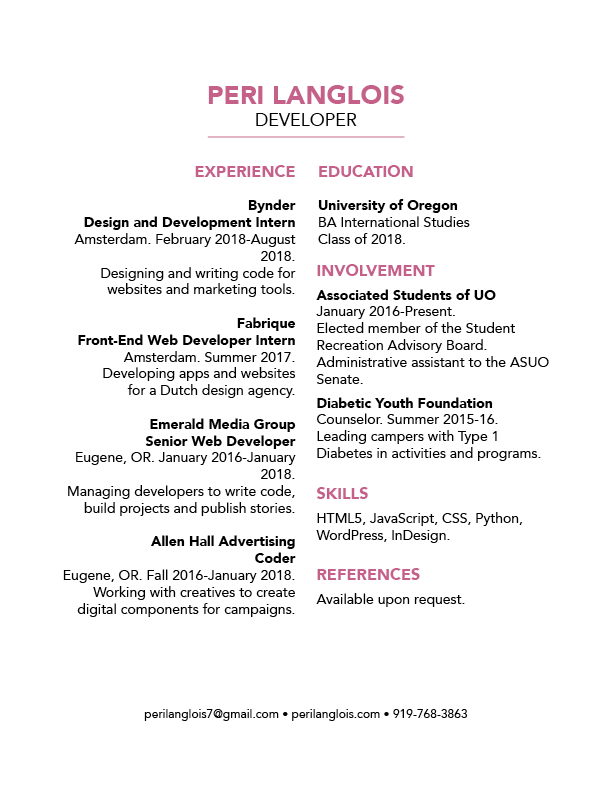 PERI LANGLOIS
DEVELOPER
EXPERIENCE
Bynder
Design and Development Intern
Amsterdam. February 2018-August
2018.
Designing and writing code for
websites and marketing tools.
Fabrique
Front-End Web Developer Intern
Amsterdam. Summer 2017.
Developing apps and websites
for a Dutch design agency.
Emerald Media Group
Senior Web Developer
Eugene, OR. January 2016-January
2018.
Managing developers to write code,
build projects and publish stories.
Allen Hall Advertising
Coder
Eugene, OR. Fall 2016-January 2018.
Working with creatives to create
digital components for campaigns.
EDUCATION
University of Oregon
BA International Studies
Class of 2018.
INVOLVEMENT
Associated Students of UO
January 2016-Present.
Elected member of the Student
Recreation Advisory Board.
Administrative assistant to the ASUO
Senate.
Diabetic Youth Foundation
Counselor. Summer 2015-16.
Leading campers with Type 1
Diabetes in activities and programs.
SKILLS
HTML5, JavaScript, CSS, Python,
WordPress, InDesign.
REFERENCES
Available upon request.
perilanglois7@gmail.com • perilanglois.com • 919-768-3863